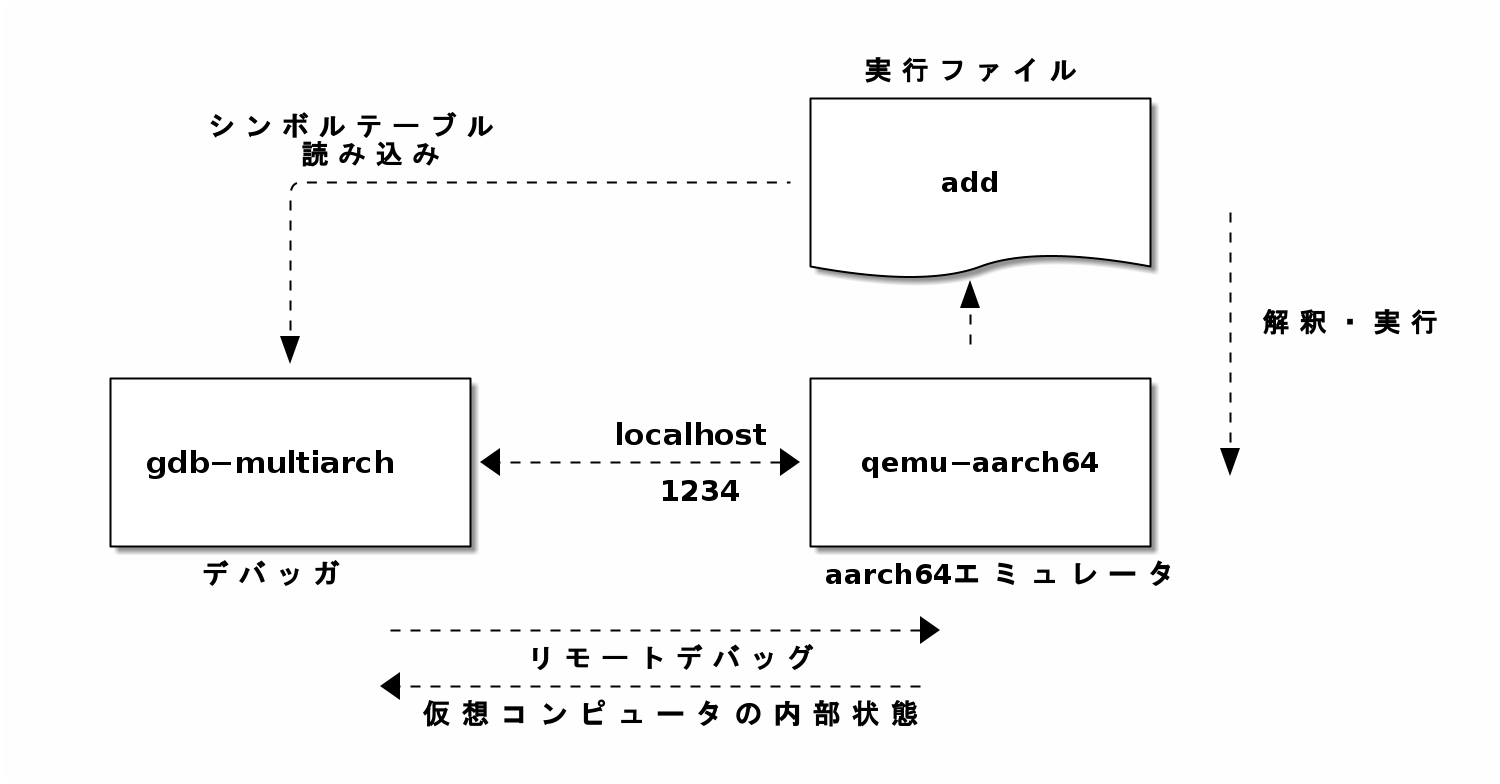 実行ファイル
シンボルテーブル
読み込み
add
解釈・実行
localhost
gdb−multiarch
qemu−aarch64
1234
デバッガ
aarch64エミュレータ
リモートデバッグ
仮想コンピュータの内部状態